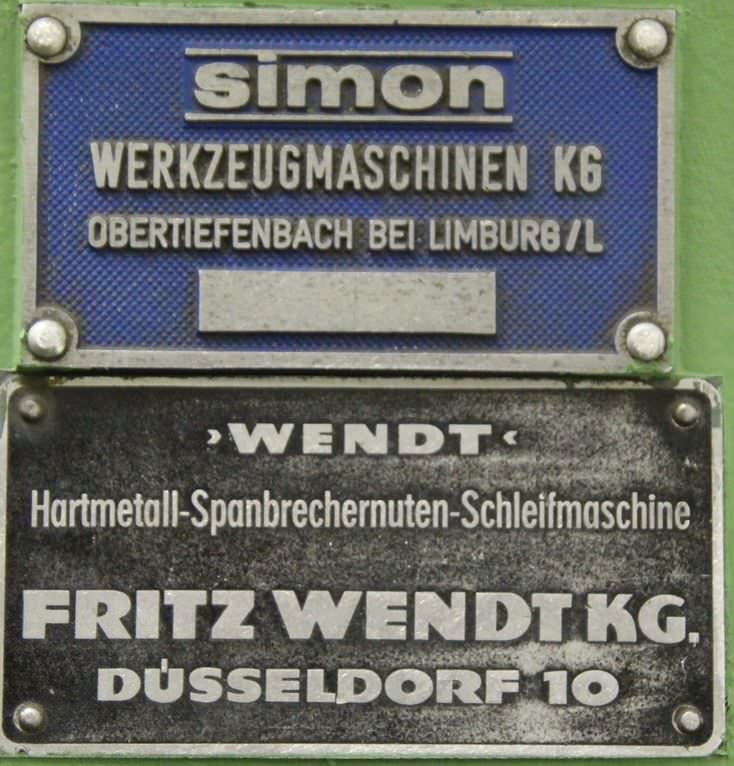 simon
WERKZEUGMASCHINEN KG
OBERTIEFENBACH BEI LIMBURG/L
›WENDT‹
Hartmetall-Spanbrechernuten-Schleifmaschine
FRITZ WENDT KG.
DÜSSELDORF 10